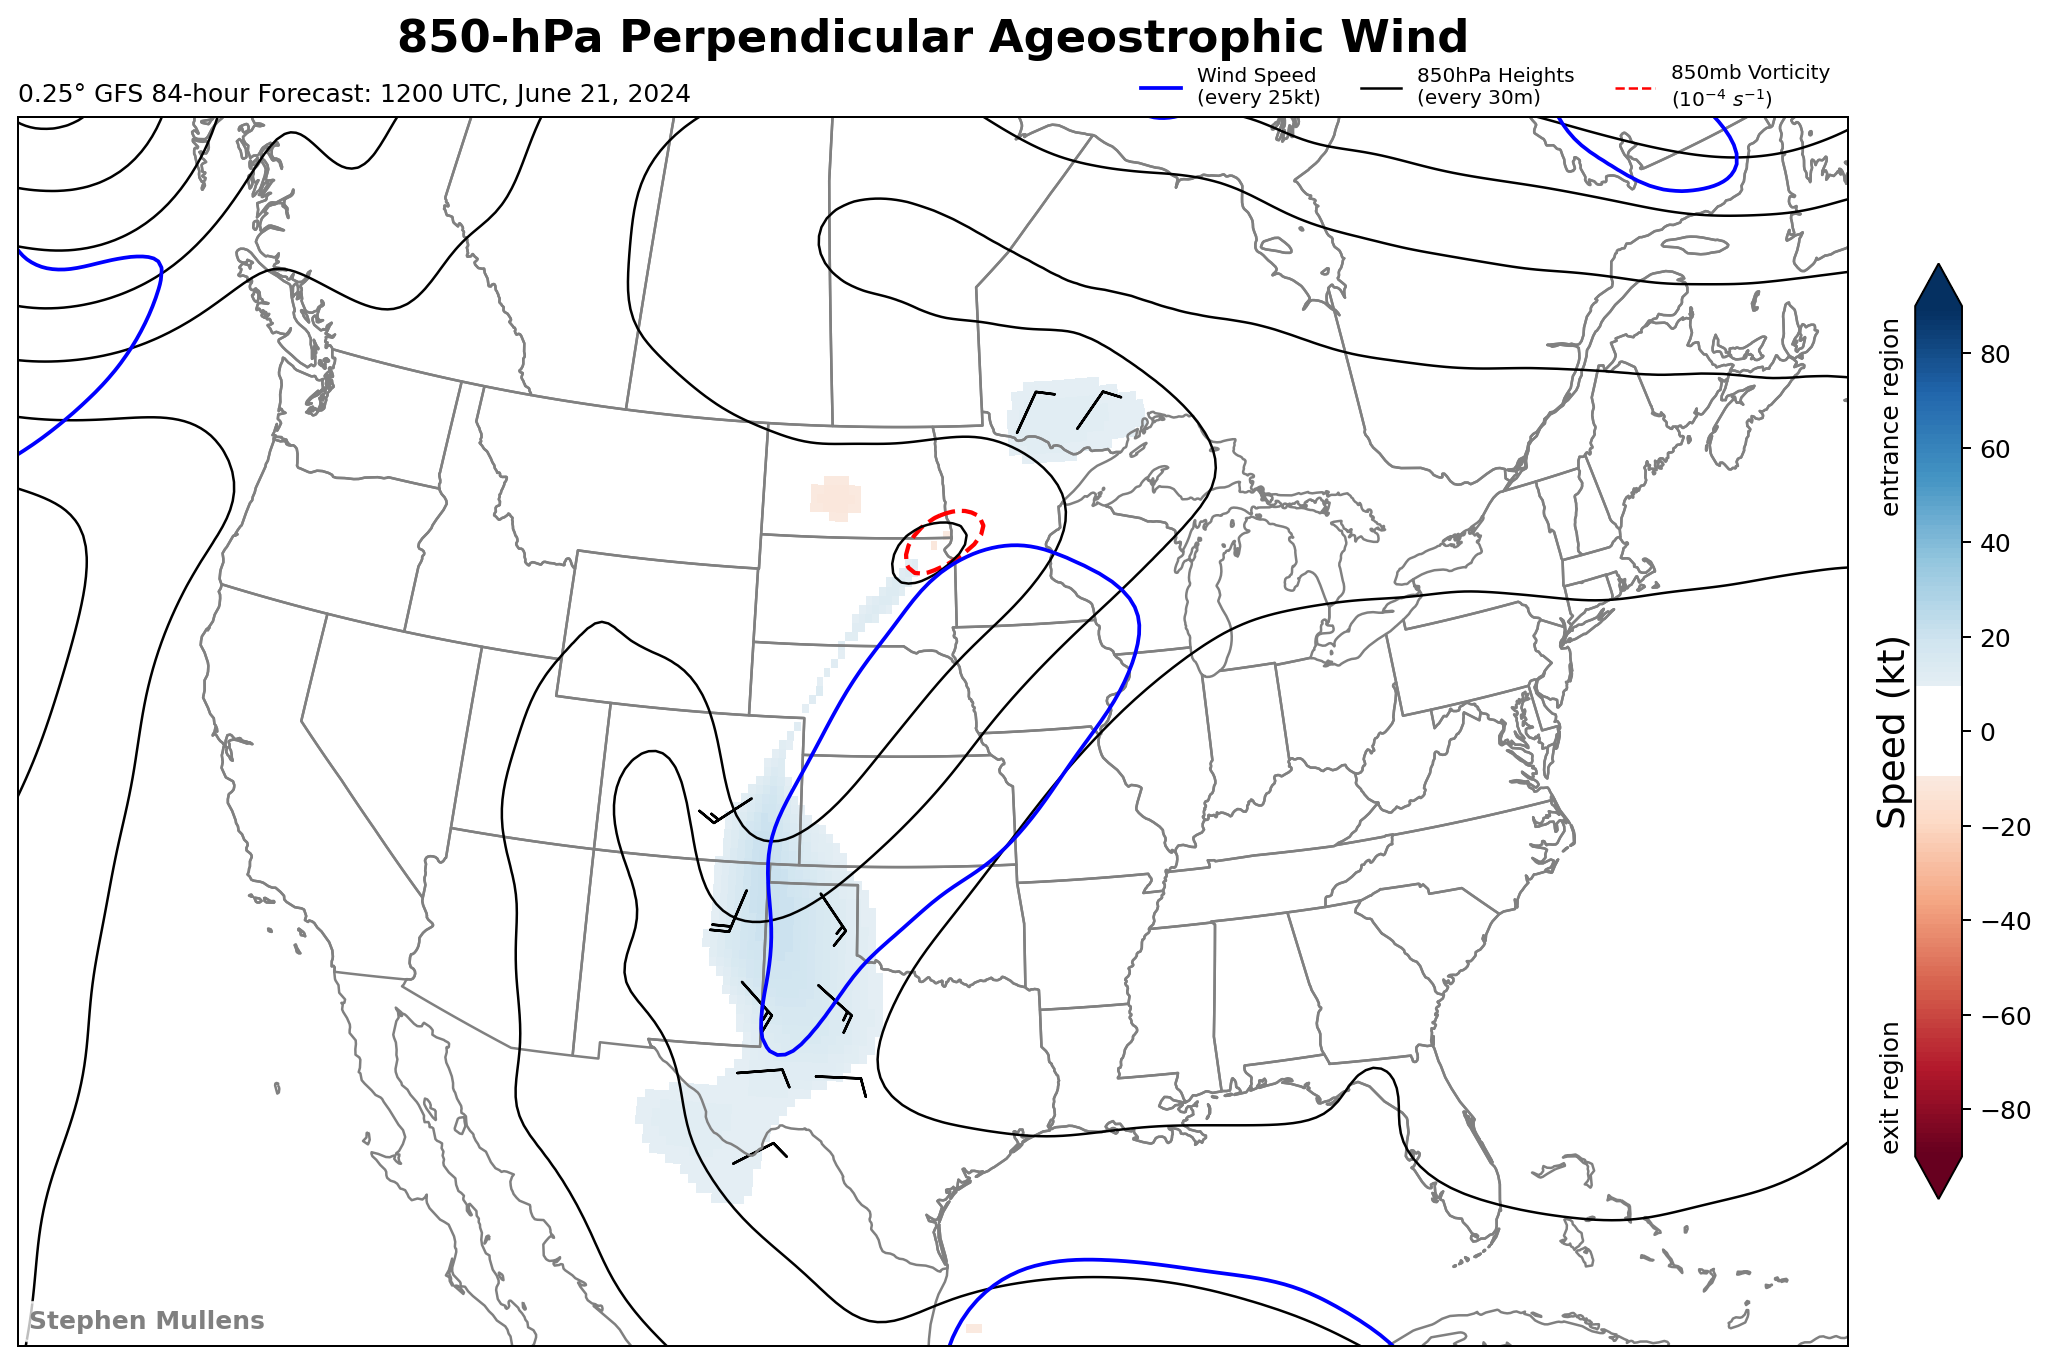 850-hPa Perpendicular Ageostrophic Wind
0.25° GFS 84-hour Forecast: 1200 UTC, June 21, 2024
Wind Speed
(every 25kt)
850hPa Heights
(every 30m)
850mb Vorticity
(10⁻⁴ s⁻¹)
entrance region
Speed (kt)
exit region
80
60
40
20
0
−20
−40
−60
−80
Stephen Mullens